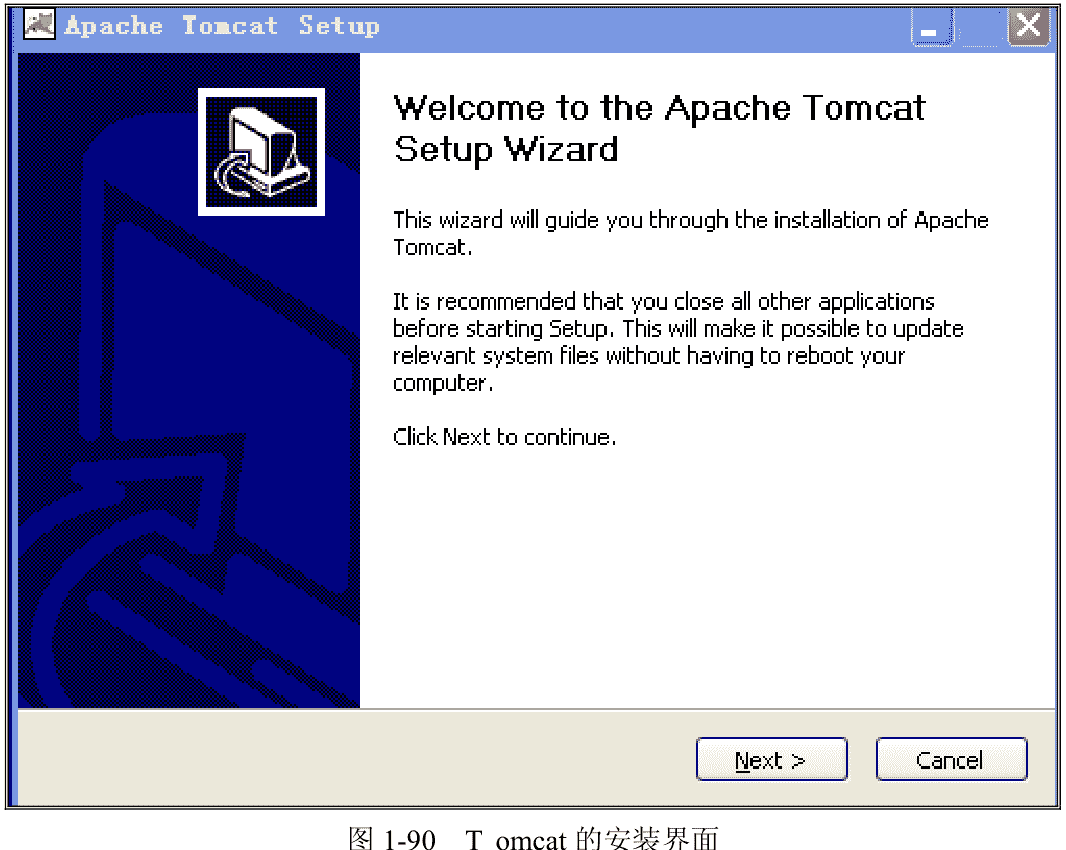 Apache Tomcat Setup
Welcome to the Apache Tomcat
Setup Wizard
This wizard will guide you through the installation of Apache
Tomcat.
It is recommended that you close all other applications
before starting Setup. This will make it possible to update
relevant system files without having to reboot your
computer.
Click Next to continue.
Next >
Cancel
图 1-90 T omcat 的安装界面